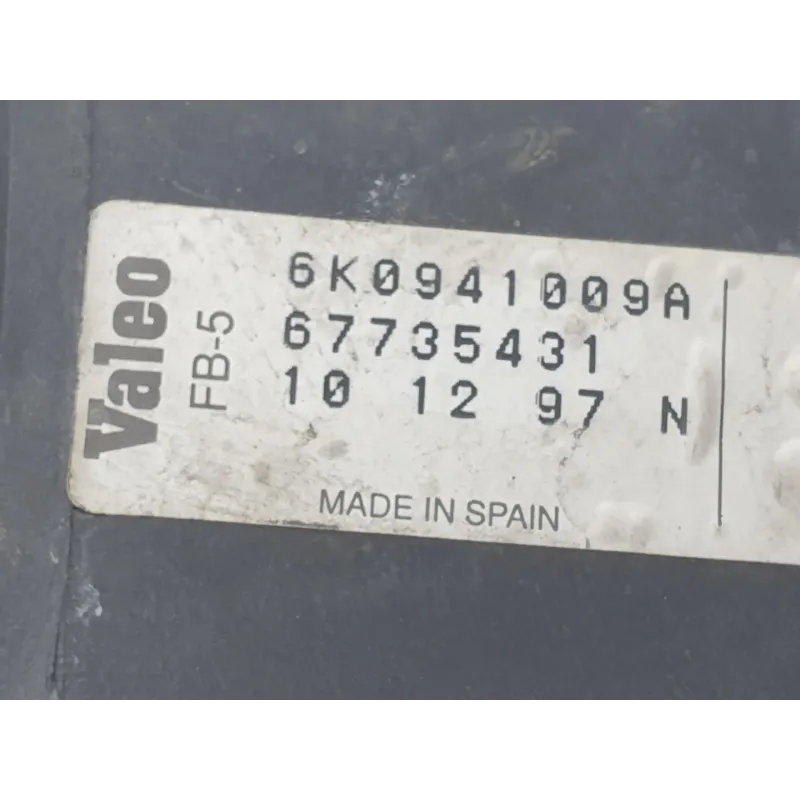 Valeo
FB-5
6K0941009A
67735431
10 12 97 N
MADE IN SPAIN